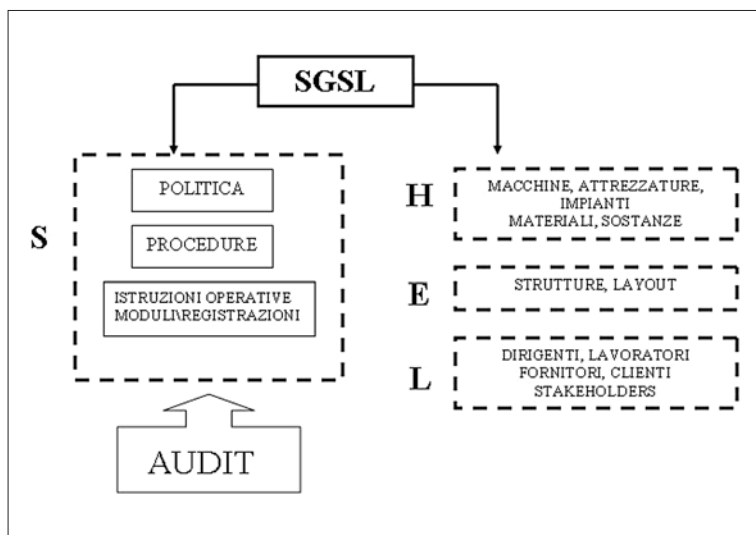 SGSL
S
POLITICA
PROCEDURE
ISTRUZIONI OPERATIVE
MODULI\REGISTRAZIONI
AUDIT
H
MACCHINE, ATTREZZATURE,
IMPIANTI
MATERIALI, SOSTANZE
E
STRUTTURE, LAYOUT
L
DIRIGENTI, LAVORATORI
FORNITORI, CLIENTI
STAKEHOLDERS